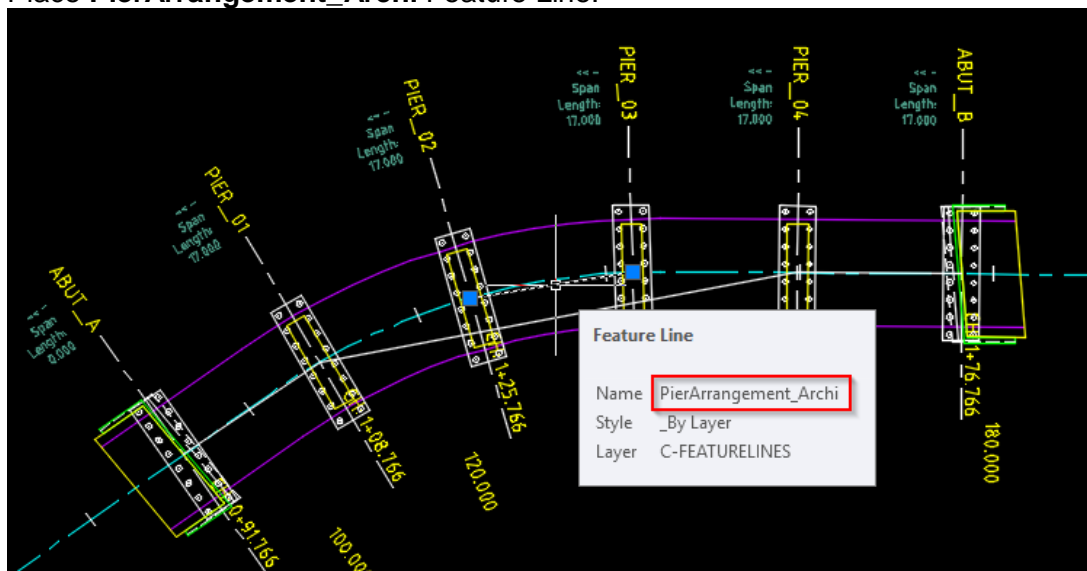 Place PierArrangement_Archi Feature Line.
PIER_03
<< -
Span
Length:
17.000
PIER_04
<< -
Span
Length:
17.000
ABUT_B
<< -
Span
Length:
17.000
PIER_02
<< -
Span
Length:
17.000
PIER_01
<< -
Span
Length:
17.000
ABUT_A
<< -
Span
Length:
0.000
Feature Line
Name PierArrangement_Archi
Style _By Layer
Layer C-FEATURELINES
1+25.766
1+08.766
0+91.766
1+76.766
180.000
120.000